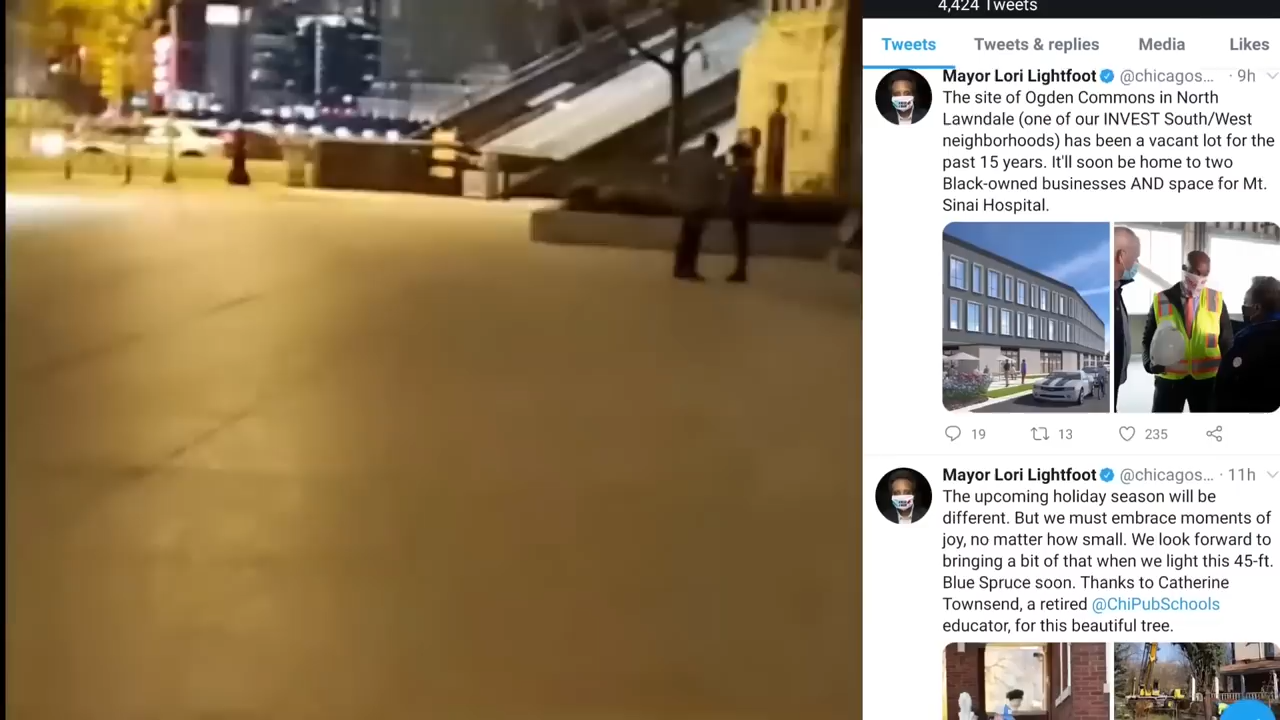 4,424 Tweets
Tweets Tweets & replies Media Likes
Mayor Lori Lightfoot @chicagos... · 9h
The site of Ogden Commons in North
Lawndale (one of our INVEST South/West
neighborhoods) has been a vacant lot for the
past 15 years. It'll soon be home to two
Black-owned businesses AND space for Mt.
Sinai Hospital.
19 13 235
Mayor Lori Lightfoot @chicagos... · 11h
The upcoming holiday season will be
different. But we must embrace moments of
joy, no matter how small. We look forward to
bringing a bit of that when we light this 45-ft.
Blue Spruce soon. Thanks to Catherine
Townsend, a retired @ChiPubSchools
educator, for this beautiful tree.